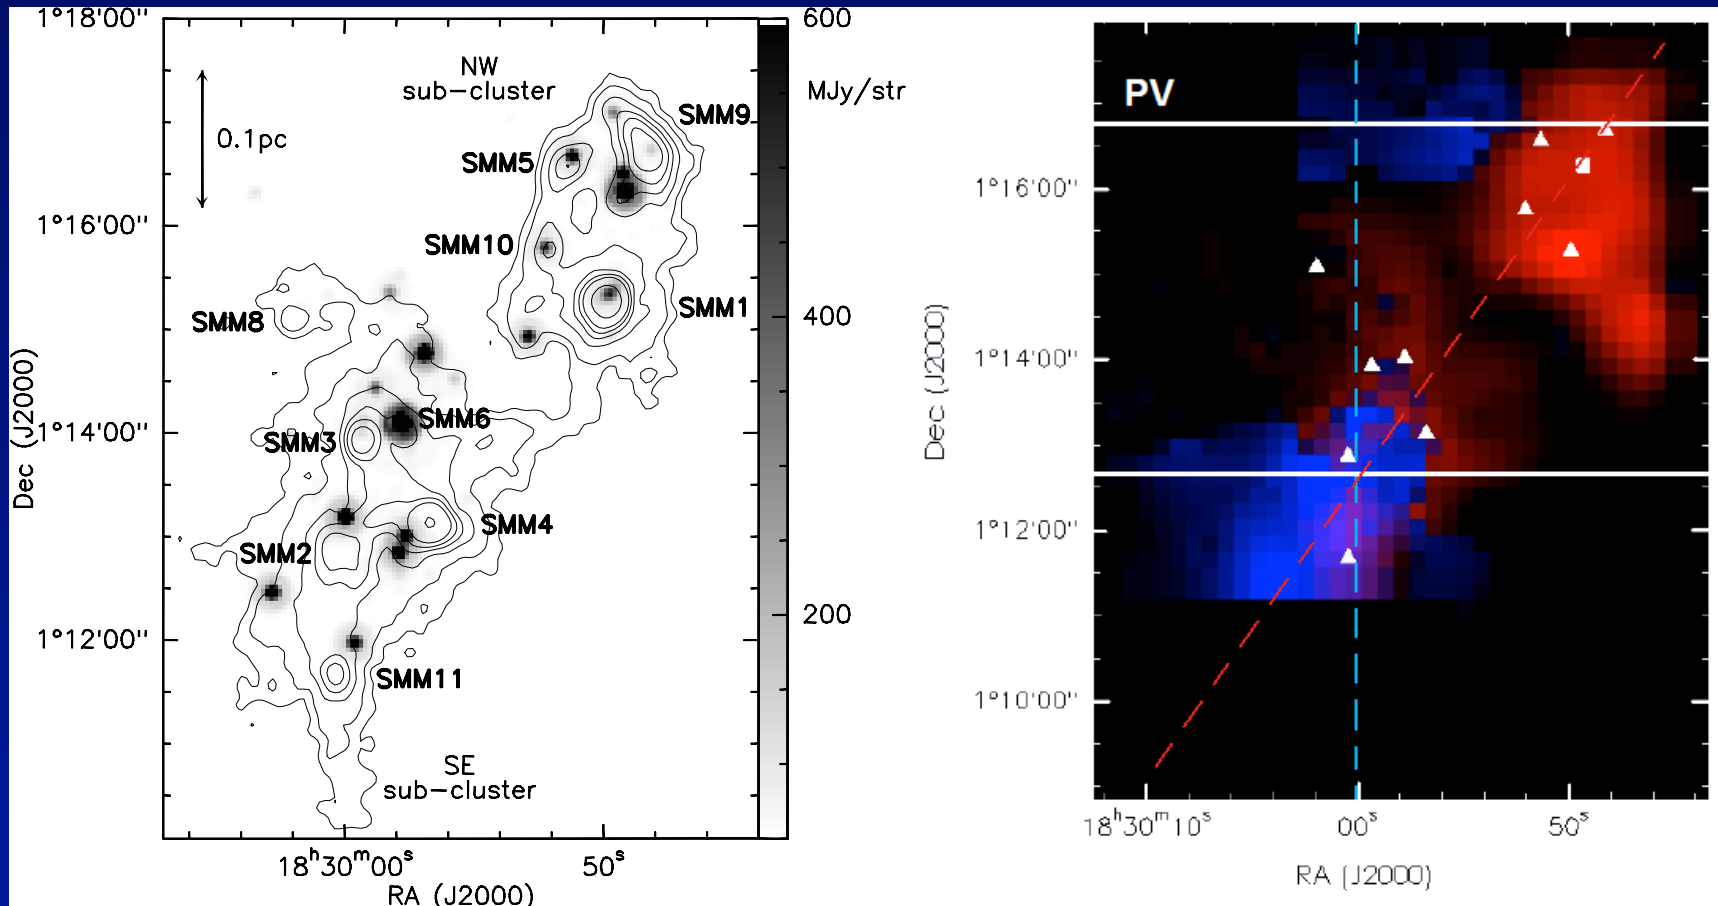 1°18'00"
600
NW
sub-cluster
MJy/str
SMM9
0.1pc
SMM5
1°16'00"
SMM10
SMM1
SMM8
400
SMM6
1°14'00"
SMM3
Dec (J2000)
SMM4
SMM2
200
1°12'00"
SMM11
SE
sub-cluster
18ʰ30ᵐ00ˢ
50ˢ
RA (J2000)
PV
1°16'00"
1°14'00"
Dec (J2000)
1°12'00"
1°10'00"
18ʰ30ᵐ10ˢ
00ˢ
50ˢ
RA (J2000)